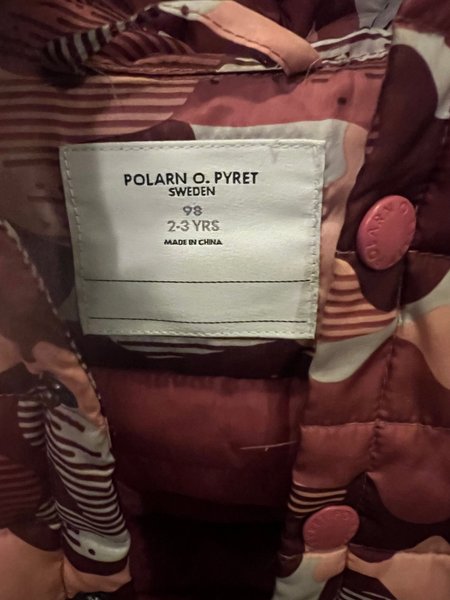 POLARN O. PYRET
SWEDEN
98
2-3 YRS
MADE IN CHINA